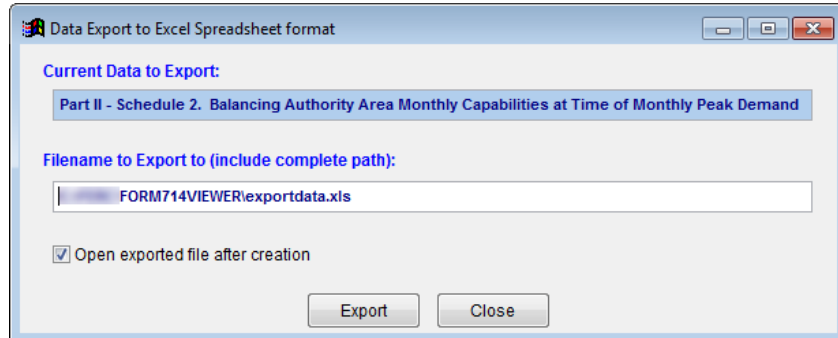 Data Export to Excel Spreadsheet format
Current Data to Export:
Part II - Schedule 2. Balancing Authority Area Monthly Capabilities at Time of Monthly Peak Demand
Filename to Export to (include complete path):
FORM714VIEWER\exportdata.xls
Open exported file after creation
Export Close